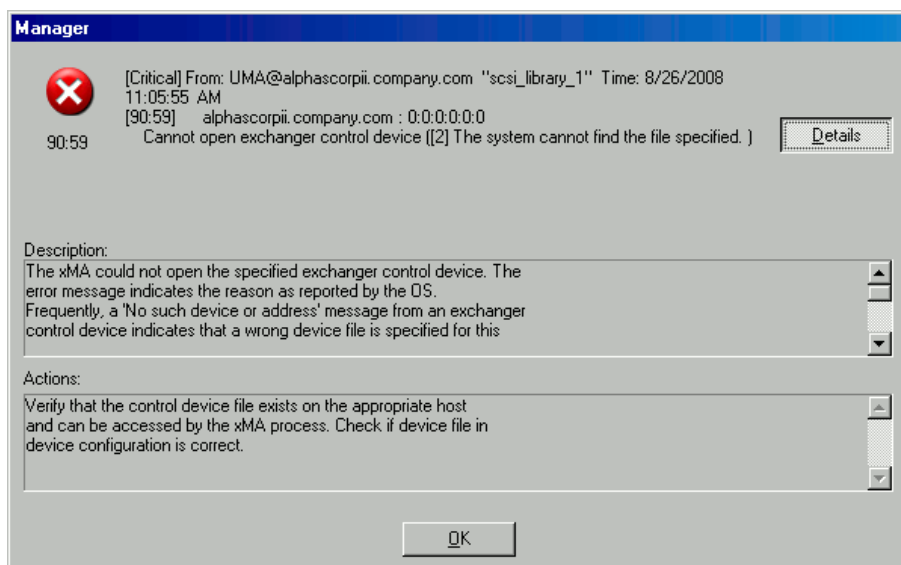 Manager
[Critical] From: UMA@alphascorpii.company.com "scsi_library_1" Time: 8/26/2008
11:05:55 AM
[90:59] alphascorpii.company.com : 0:0:0:0:0:0
Cannot open exchanger control device ([2] The system cannot find the file specified. )
90:59
Details
Description:
The xMA could not open the specified exchanger control device. The
error message indicates the reason as reported by the OS.
Frequently, a 'No such device or address' message from an exchanger
control device indicates that a wrong device file is specified for this
Actions:
Verify that the control device file exists on the appropriate host
and can be accessed by the xMA process. Check if device file in
device configuration is correct.
OK